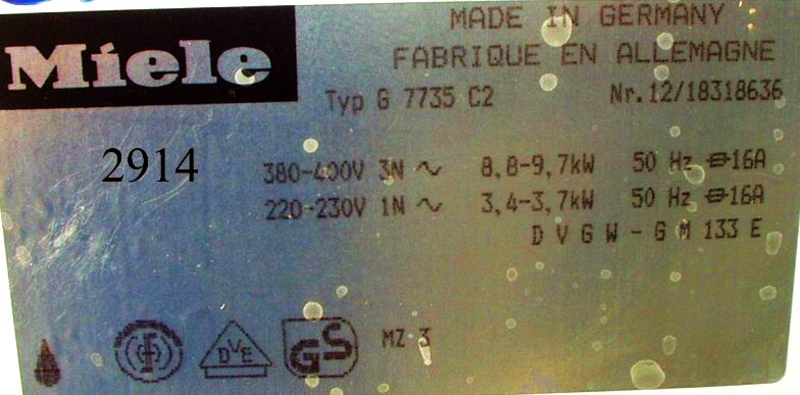 Miele
MADE IN GERMANY
FABRIQUE EN ALLEMAGNE
Typ G 7735 C2 Nr.12/18318636
2914
380-400V 3N ~ 8,8-9,7kW 50 Hz 16A
220-230V 1N ~ 3,4-3,7kW 50 Hz 16A
DVGW-GM 133 E
DVE
GS
MZ 3